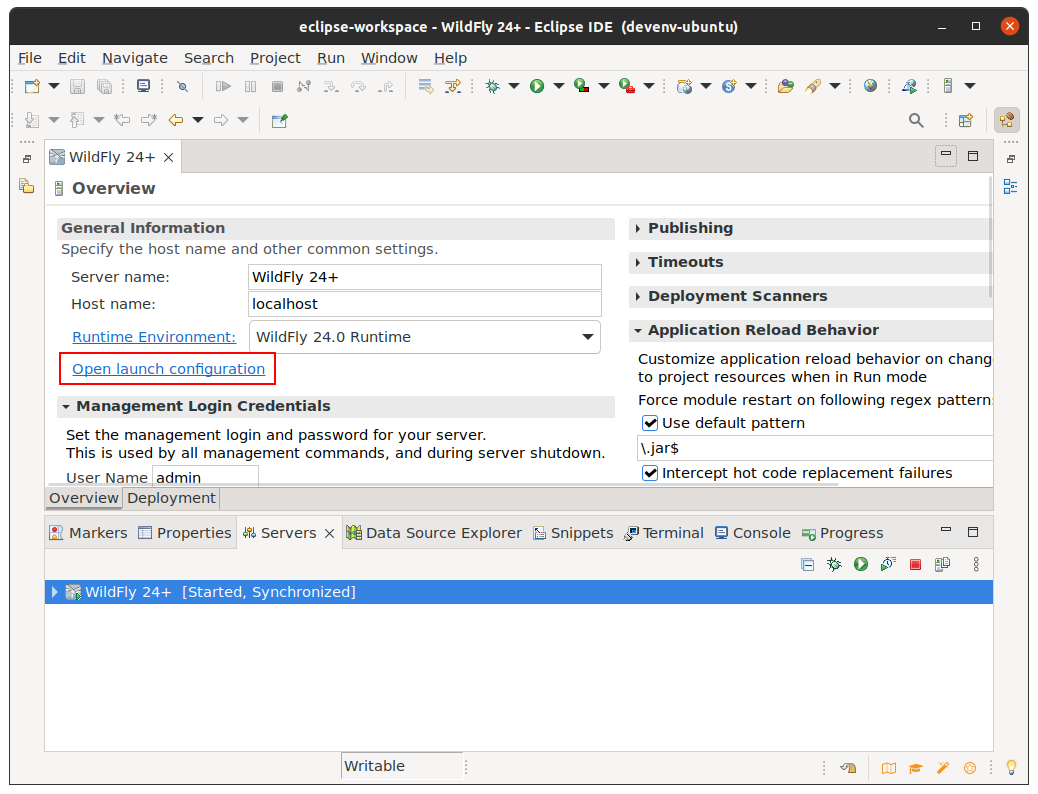 eclipse-workspace - WildFly 24+ - Eclipse IDE (devenv-ubuntu)
File Edit Navigate Search Project Run Window Help
WildFly 24+
Overview
General Information
Specify the host name and other common settings.
Server name: WildFly 24+
Host name: localhost
Runtime Environment: WildFly 24.0 Runtime
Open launch configuration
Management Login Credentials
Set the management login and password for your server.
This is used by all management commands, and during server shutdown.
User Name admin
Publishing
Timeouts
Deployment Scanners
Application Reload Behavior
Customize application reload behavior on chang
to project resources when in Run mode
Force module restart on following regex pattern
Use default pattern
\.jar$
Intercept hot code replacement failures
Overview Deployment
Markers Properties Servers Data Source Explorer Snippets Terminal Console Progress
WildFly 24+ [Started, Synchronized]
Writable